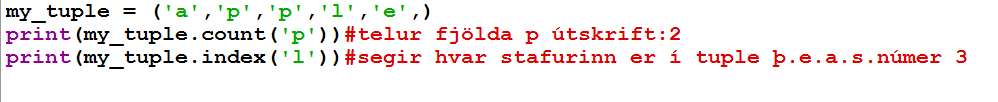 my_tuple = ('a','p','p','l','e',)
print(my_tuple.count('p'))#telur fjölda p útskrift:2
print(my_tuple.index('l'))#segir hvar stafurinn er í tuple þ.e.a.s.númer 3